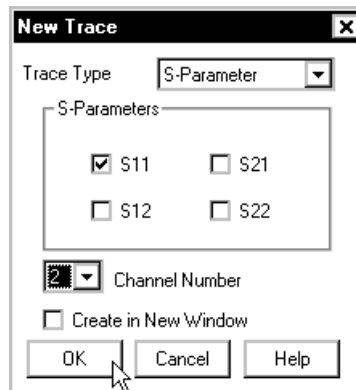 New Trace
Trace Type S-Parameter
S-Parameters
S11 S21
S12 S22
2 Channel Number
Create in New Window
OK Cancel Help